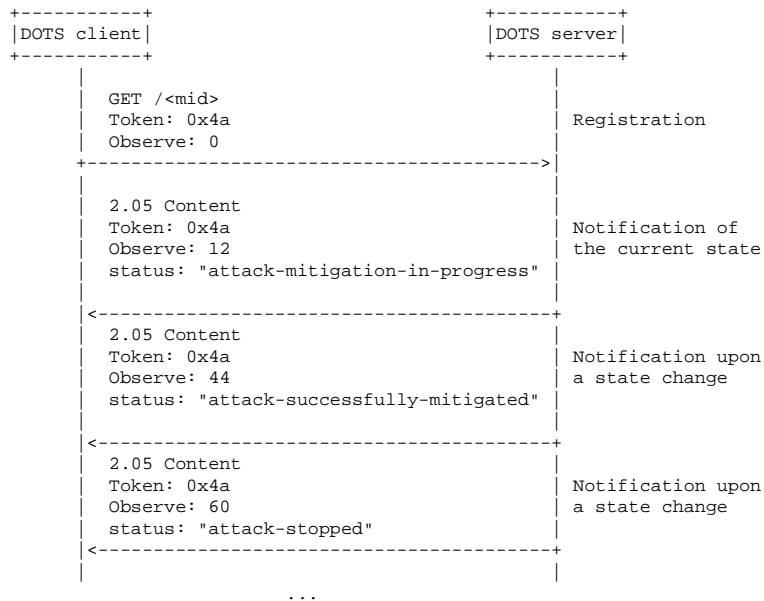 DOTS client DOTS server
GET /<mid>
Token: 0x4a Registration
Observe: 0
2.05 Content
Token: 0x4a Notification of
Observe: 12 the current state
status: "attack-mitigation-in-progress"
2.05 Content
Token: 0x4a Notification upon
Observe: 44 a state change
status: "attack-successfully-mitigated"
2.05 Content
Token: 0x4a Notification upon
Observe: 60 a state change
status: "attack-stopped"
...